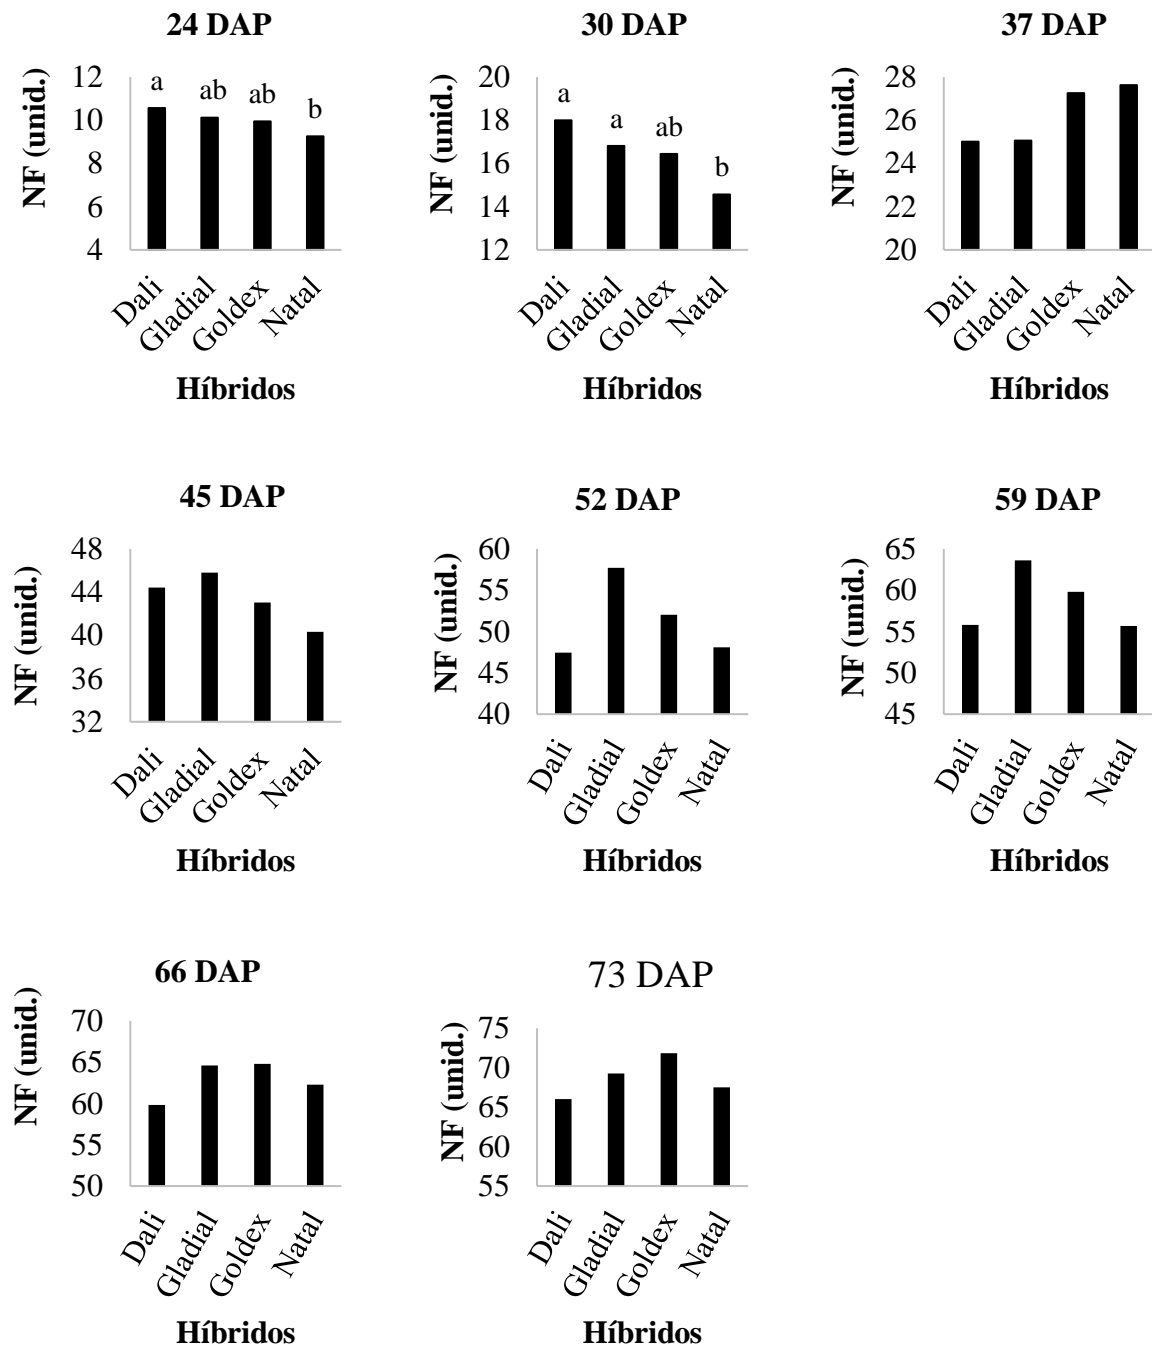 24 DAP
NF (unid.)
12
10
8
6
4
a
ab
ab
b
Dali
Gladial
Goldex
Natal
Híbridos
30 DAP
NF (unid.)
20
18
16
14
12
a
a
ab
b
Dali
Gladial
Goldex
Natal
Híbridos
37 DAP
NF (unid.)
28
26
24
22
20
Dali
Gladial
Goldex
Natal
Híbridos
45 DAP
NF (unid.)
48
44
40
36
32
Dali
Gladial
Goldex
Natal
Híbridos
52 DAP
NF (unid.)
60
55
50
45
40
Dali
Gladial
Goldex
Natal
Híbridos
59 DAP
NF (unid.)
65
60
55
50
45
Dali
Gladial
Goldex
Natal
Híbridos
66 DAP
NF (unid.)
70
65
60
55
50
Dali
Gladial
Goldex
Natal
Híbridos
73 DAP
NF (unid.)
75
70
65
60
55
Dali
Gladial
Goldex
Natal
Híbridos